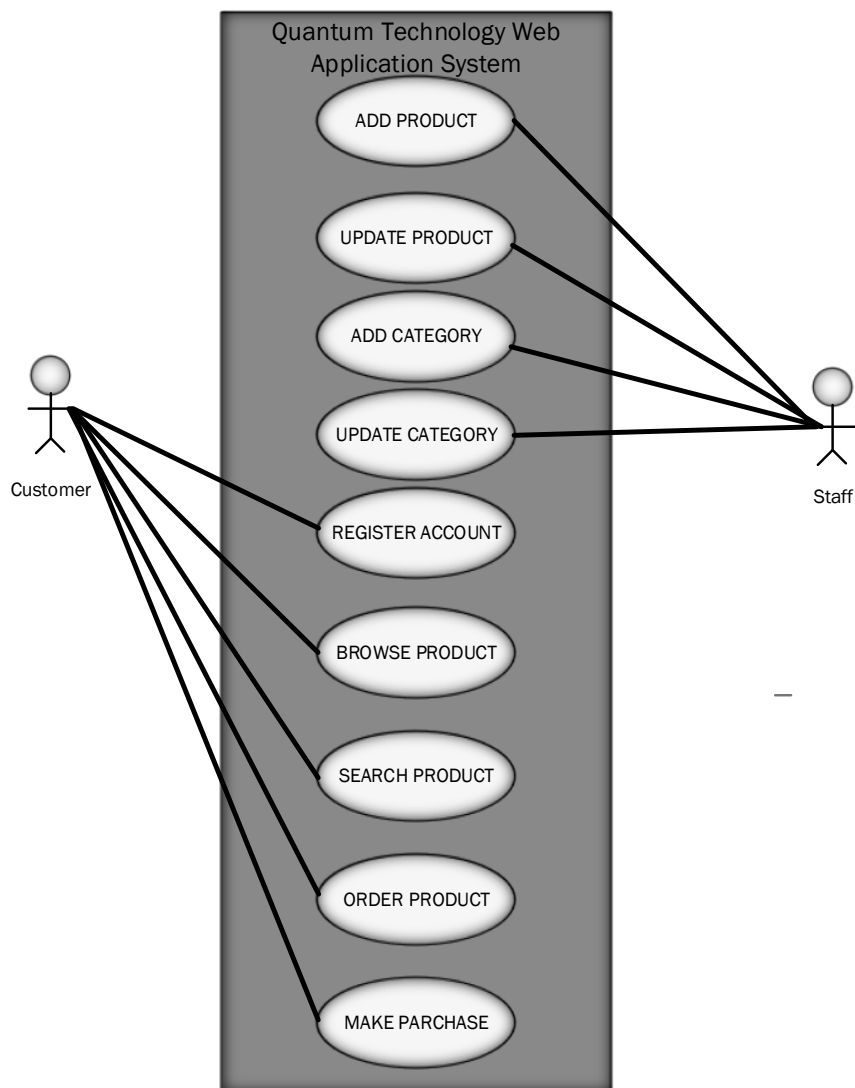 Quantum Technology Web
Application System
ADD PRODUCT
UPDATE PRODUCT
ADD CATEGORY
UPDATE CATEGORY
Customer
Staff
REGISTER ACCOUNT
BROWSE PRODUCT
SEARCH PRODUCT
ORDER PRODUCT
MAKE PARCHASE